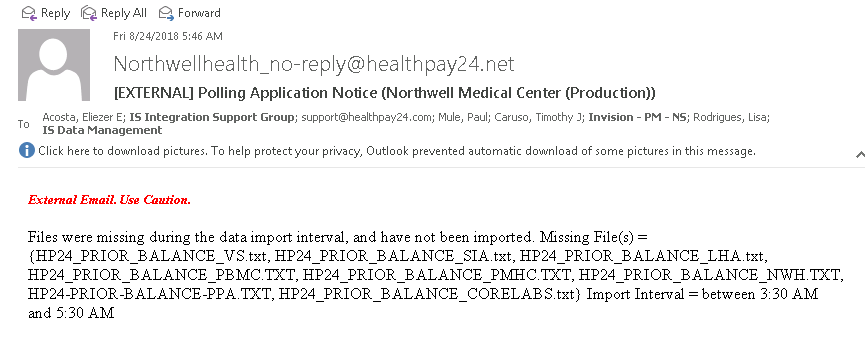 Reply Reply All Forward
Fri 8/24/2018 5:46 AM
Northwellhealth_no-reply@healthpay24.net
[EXTERNAL] Polling Application Notice (Northwell Medical Center (Production))
To Acosta, Eliezer E; IS Integration Support Group; support@healthpay24.com; Mule, Paul; Caruso, Timothy J; Invision - PM - NS; Rodrigues, Lisa;
IS Data Management
Click here to download pictures. To help protect your privacy, Outlook prevented automatic download of some pictures in this message.
External Email. Use Caution.
Files were missing during the data import interval, and have not been imported. Missing File(s) =
{HP24_PRIOR_BALANCE_VS.txt, HP24_PRIOR_BALANCE_SIA.txt, HP24_PRIOR_BALANCE_LHA.txt,
HP24_PRIOR_BALANCE_PBMC.TXT, HP24_PRIOR_BALANCE_PMHC.TXT, HP24_PRIOR_BALANCE_NWH.TXT,
HP24-PRIOR-BALANCE-PPA.TXT, HP24_PRIOR_BALANCE_CORELABS.txt} Import Interval = between 3:30 AM
and 5:30 AM